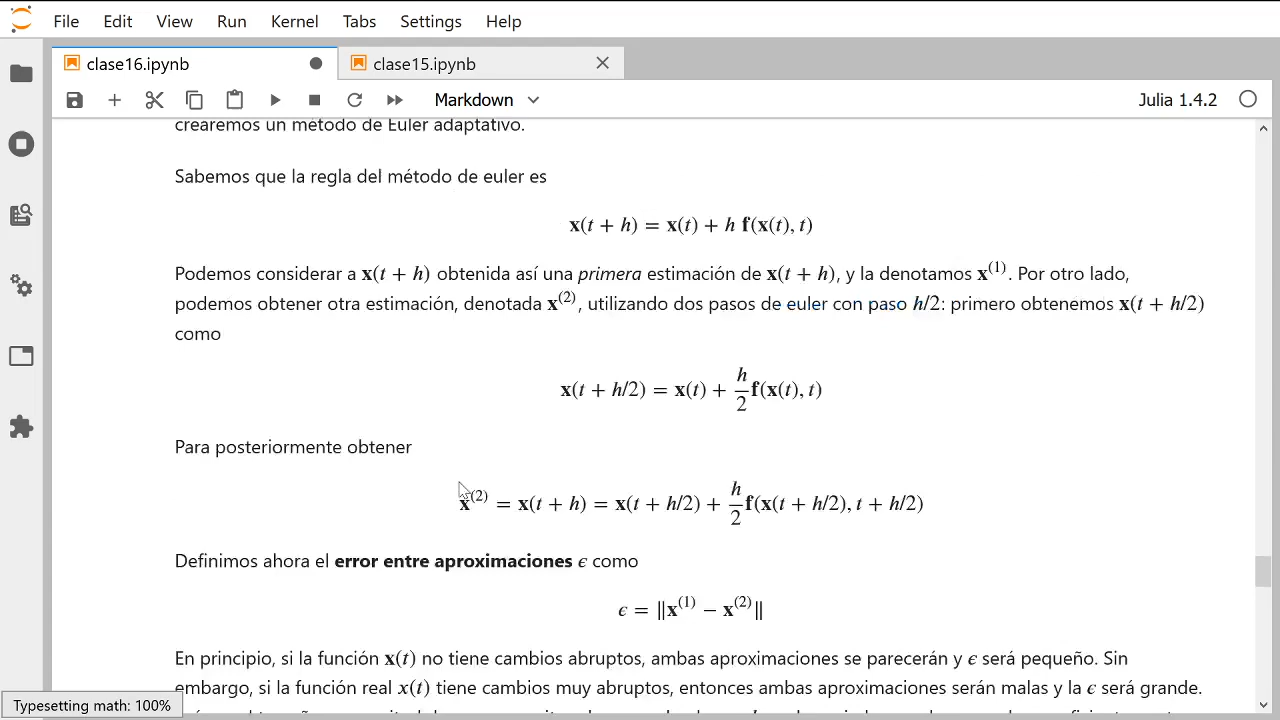 File Edit View Run Kernel Tabs Settings Help
clase16.ipynb
clase15.ipynb
Markdown
Julia 1.4.2
crearemos un método de Euler adaptativo.
Sabemos que la regla del método de euler es
x(t + h) = x(t) + h f(x(t), t)
Podemos considerar a x(t + h) obtenida así una primera estimación de x(t + h), y la denotamos x^(1). Por otro lado,
podemos obtener otra estimación, denotada x^(2), utilizando dos pasos de euler con paso h/2: primero obtenemos x(t + h/2)
como
x(t + h/2) = x(t) + h/2 f(x(t), t)
Para posteriormente obtener
x^(2) = x(t + h) = x(t + h/2) + h/2 f(x(t + h/2), t + h/2)
Definimos ahora el error entre aproximaciones ϵ como
ϵ = ‖x^(1) − x^(2)‖
En principio, si la función x(t) no tiene cambios abruptos, ambas aproximaciones se parecerán y ϵ será pequeño. Sin
embargo, si la función real x(t) tiene cambios muy abruptos, entonces ambas aproximaciones serán malas y la ϵ será grande.
Typesetting math: 100%